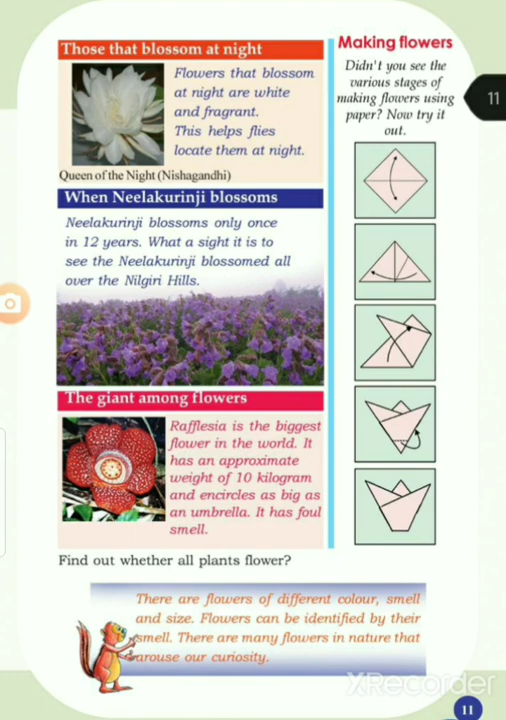 Those that blossom at night
Flowers that blossom
at night are white
and fragrant.
This helps flies
locate them at night.
Queen of the Night (Nishagandhi)
When Neelakurinji blossoms
Neelakurinji blossoms only once
in 12 years. What a sight it is to
see the Neelakurinji blossomed all
over the Nilgiri Hills.
The giant among flowers
Rafflesia is the biggest
flower in the world. It
has an approximate
weight of 10 kilogram
and encircles as big as
an umbrella. It has foul
smell.
Making flowers
Didn't you see the
various stages of
making flowers using
paper? Now try it
out.
11
Find out whether all plants flower?
There are flowers of different colour, smell
and size. Flowers can be identified by their
smell. There are many flowers in nature that
arouse our curiosity.
XRecorder
11